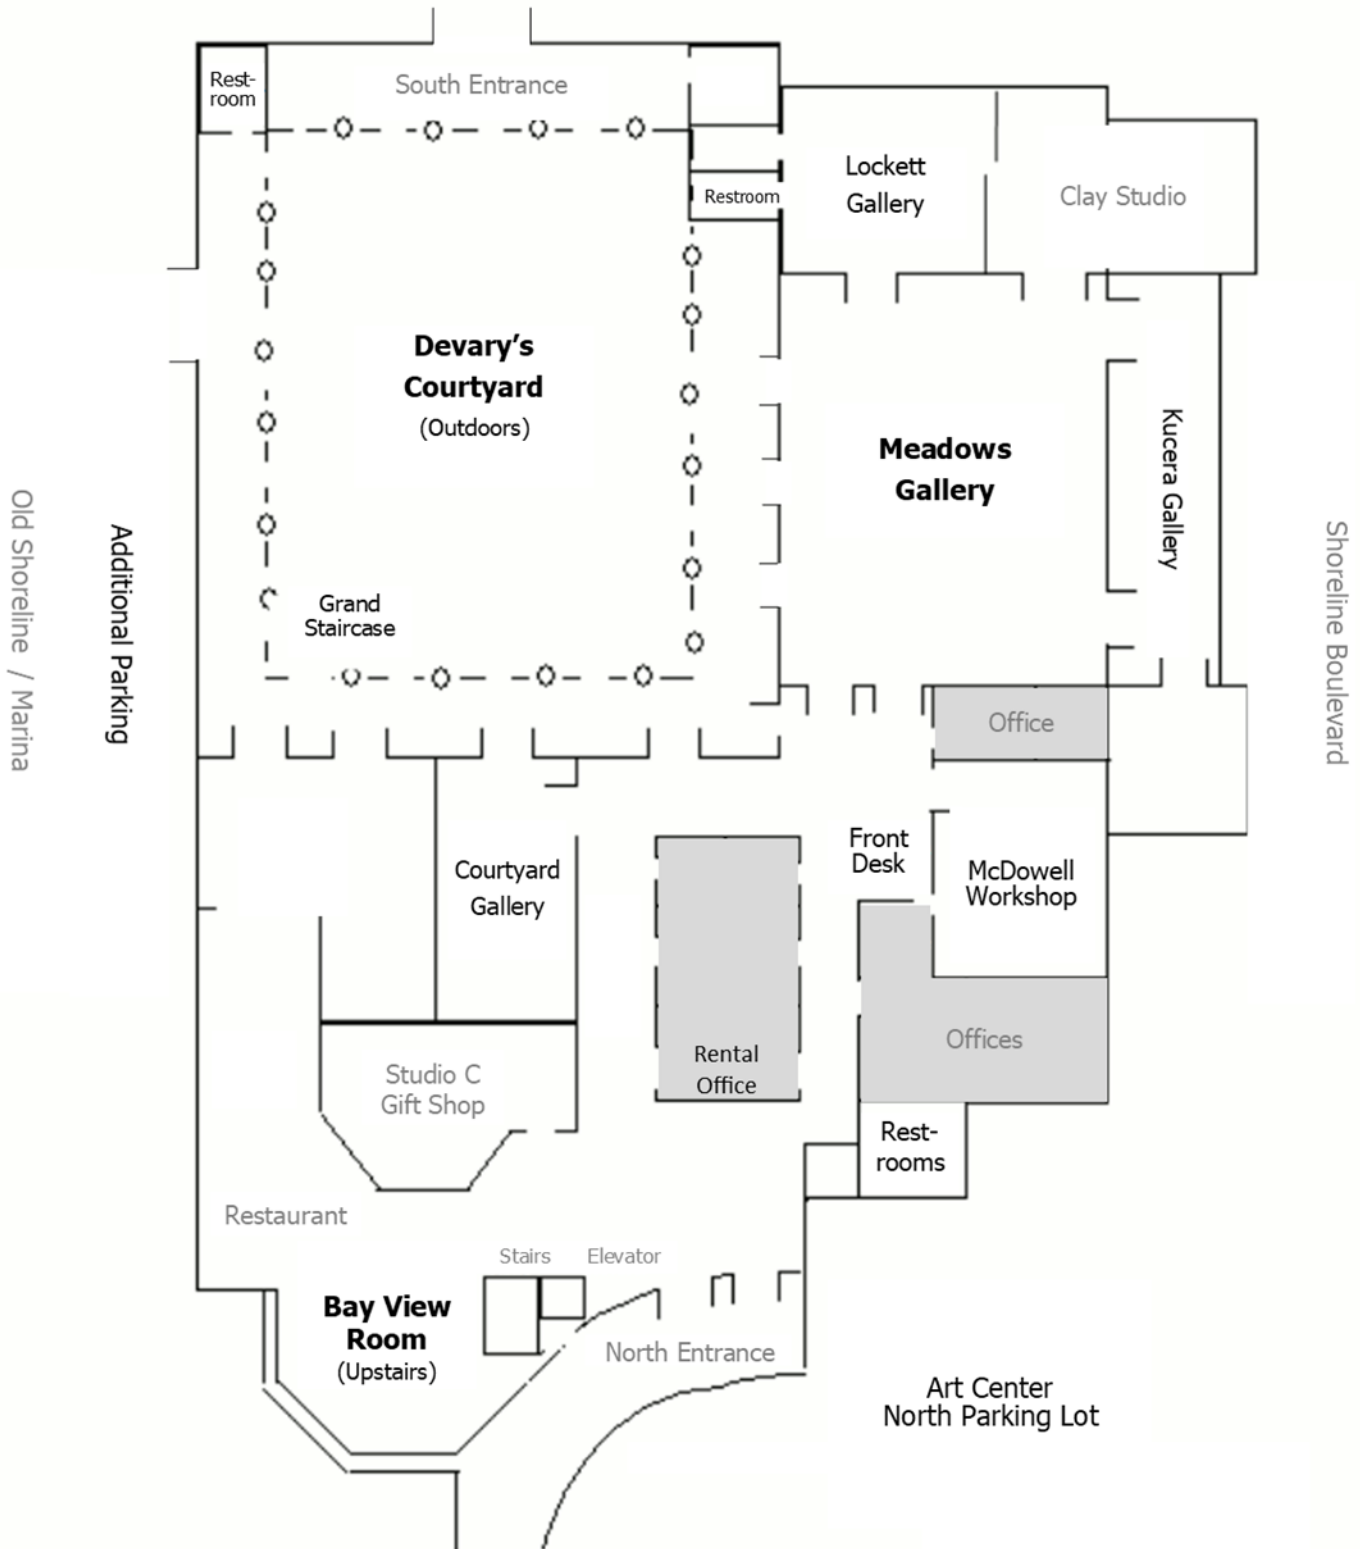 Rest-
room
South Entrance
Lockett
Gallery
Restroom
Clay Studio
Devary’s
Courtyard
(Outdoors)
Meadows
Gallery
Kucera Gallery
Shoreline Boulevard
Old Shoreline / Marina
Additional Parking
Grand
Staircase
Office
Front
Desk
McDowell
Workshop
Courtyard
Gallery
Rental
Office
Offices
Studio C
Gift Shop
Rest-
rooms
Restaurant
Stairs
Elevator
Bay View
Room
(Upstairs)
North Entrance
Art Center
North Parking Lot